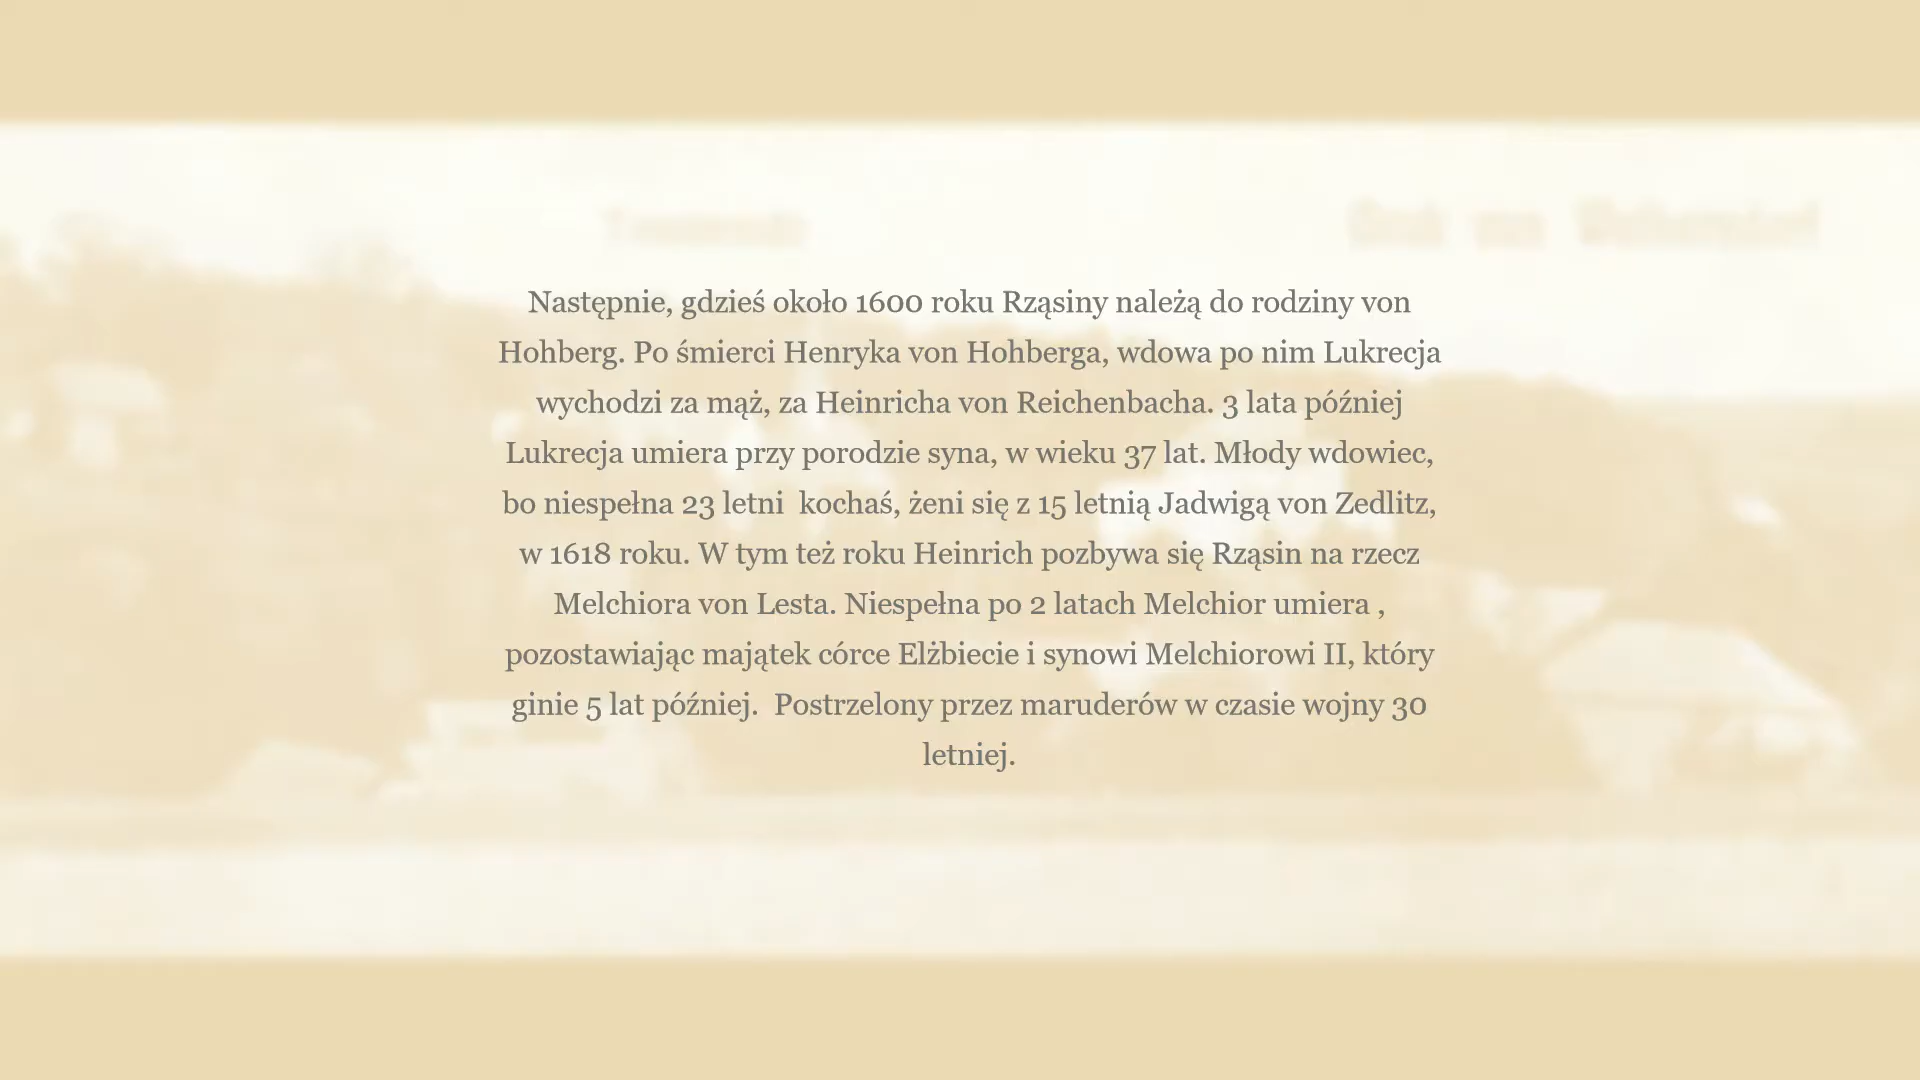 Następnie, gdzieś około 1600 roku Rząsiny należą do rodziny von
Hohberg. Po śmierci Henryka von Hohberga, wdowa po nim Lukrecja
wychodzi za mąż, za Heinricha von Reichenbacha. 3 lata później
Lukrecja umiera przy porodzie syna, w wieku 37 lat. Młody wdowiec,
bo niespełna 23 letni  kochaś, żeni się z 15 letnią Jadwigą von Zedlitz,
w 1618 roku. W tym też roku Heinrich pozbywa się Rząsin na rzecz
Melchiora von Lesta. Niespełna po 2 latach Melchior umiera ,
pozostawiając majątek córce Elżbiecie i synowi Melchiorowi II, który
ginie 5 lat później.  Postrzelony przez maruderów w czasie wojny 30
letniej.